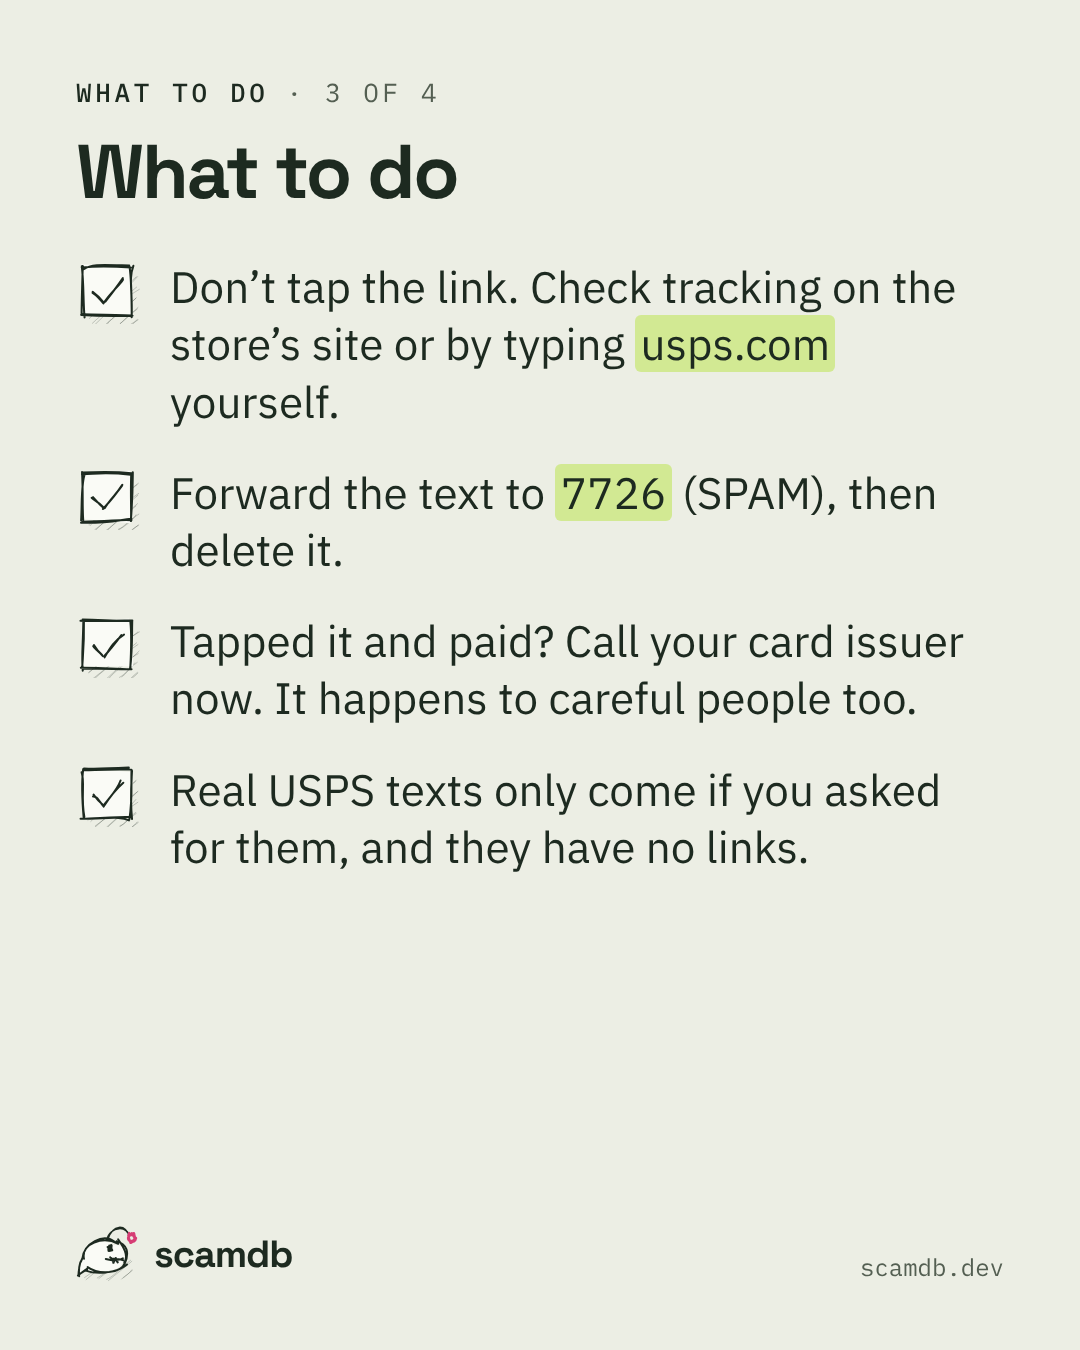 WHAT TO DO · 3 OF 4
What to do
Don’t tap the link. Check tracking on the
store’s site or by typing usps.com
yourself.
Forward the text to 7726 (SPAM), then
delete it.
Tapped it and paid? Call your card issuer
now. It happens to careful people too.
Real USPS texts only come if you asked
for them, and they have no links.
scamdb
scamdb.dev